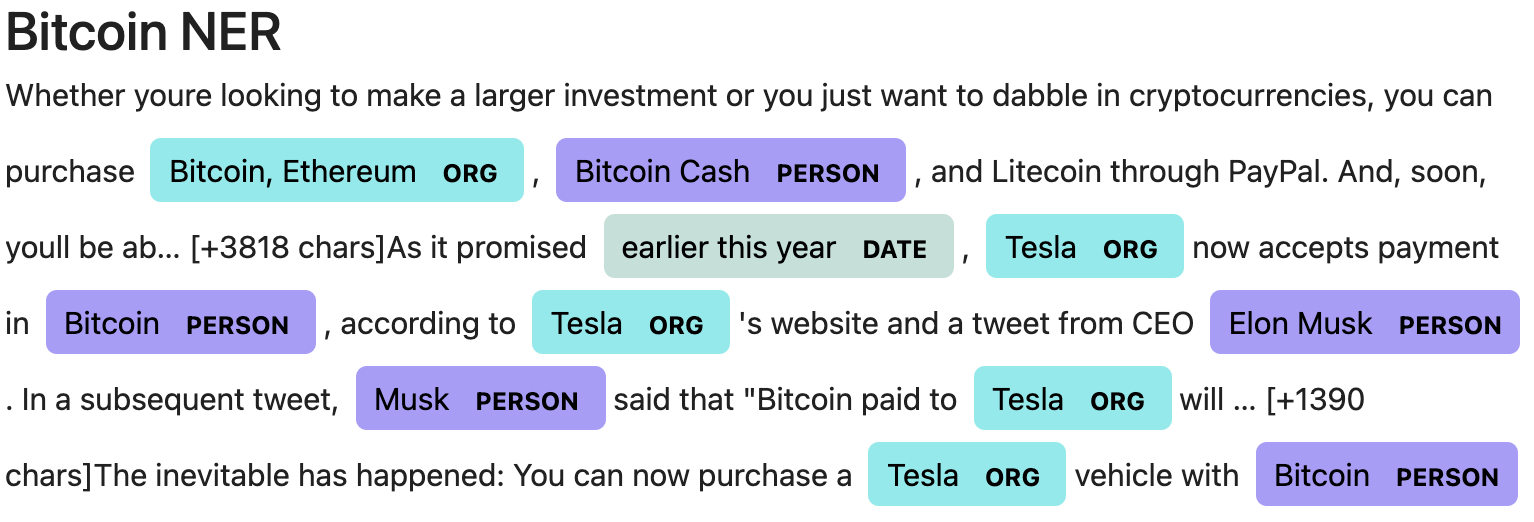 Bitcoin NER
Whether youre looking to make a larger investment or you just want to dabble in cryptocurrencies, you can
purchase Bitcoin, Ethereum ORG , Bitcoin Cash PERSON , and Litecoin through PayPal. And, soon,
youll be ab... [+3818 chars]As it promised earlier this year DATE , Tesla ORG now accepts payment
in Bitcoin PERSON , according to Tesla ORG 's website and a tweet from CEO Elon Musk PERSON
. In a subsequent tweet, Musk PERSON said that "Bitcoin paid to Tesla ORG will ... [+1390
chars]The inevitable has happened: You can now purchase a Tesla ORG vehicle with Bitcoin PERSON